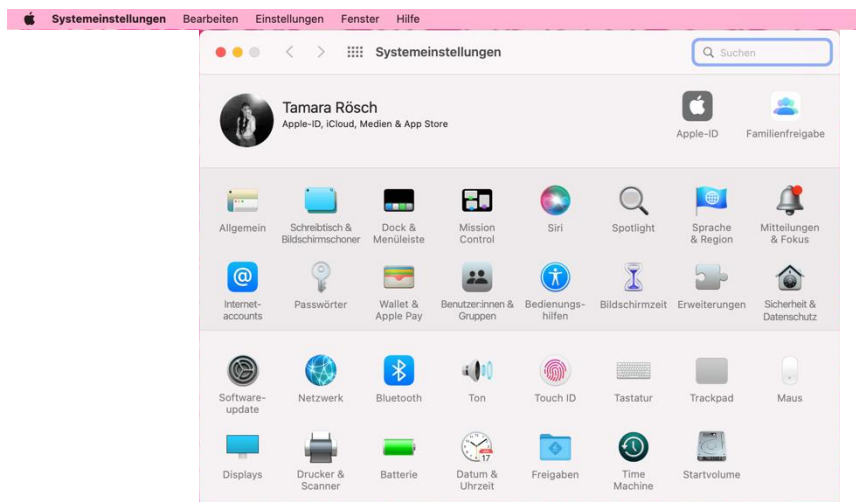 Systemeinstellungen Bearbeiten Einstellungen Fenster Hilfe
Systemeinstellungen
Suchen
Tamara Rösch
Apple-ID, iCloud, Medien & App Store
Apple-ID
Familienfreigabe
Allgemein
Schreibtisch &
Bildschirmschoner
Dock &
Menüleiste
Mission
Control
Siri
Spotlight
Sprache
& Region
Mitteilungen
& Fokus
Internet-
accounts
Passwörter
Wallet &
Apple Pay
Benutzer:innen &
Gruppen
Bedienungs-
hilfen
Bildschirmzeit
Erweiterungen
Sicherheit &
Datenschutz
Software-
update
Netzwerk
Bluetooth
Ton
Touch ID
Tastatur
Trackpad
Maus
Displays
Drucker &
Scanner
Batterie
17
Datum &
Uhrzeit
Freigaben
Time
Machine
Startvolume